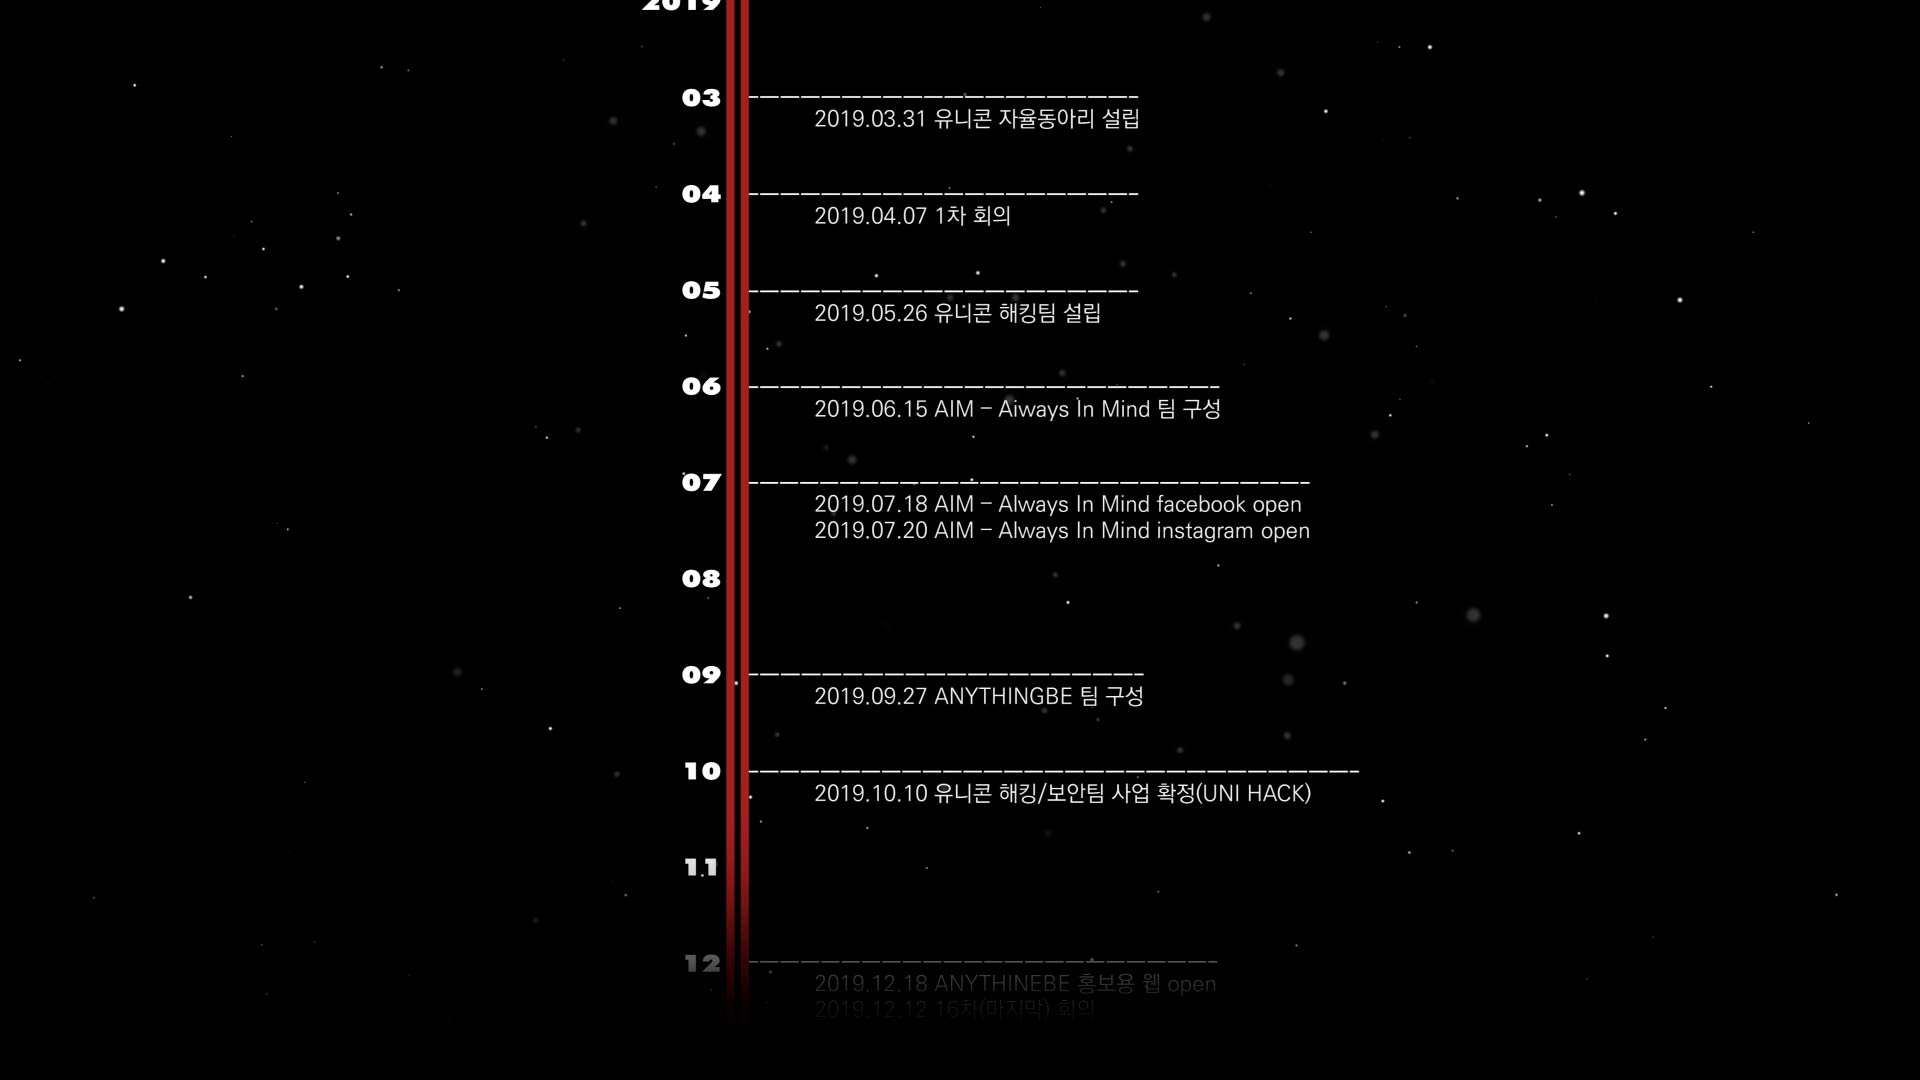 2019
03
2019.03.31 유니콘 자율동아리 설립
04
2019.04.07 1차 회의
05
2019.05.26 유니콘 해킹팀 설립
06
2019.06.15 AIM – Aiways In Mind 팀 구성
07
2019.07.18 AIM – Always In Mind facebook open
2019.07.20 AIM – Always In Mind instagram open
08
09
2019.09.27 ANYTHINGBE 팀 구성
10
2019.10.10 유니콘 해킹/보안팀 사업 확정(UNI HACK)
11
12
2019.12.18 ANYTHINEBE 홍보용 웹 open
2019.12.12 16차(마지막) 회의